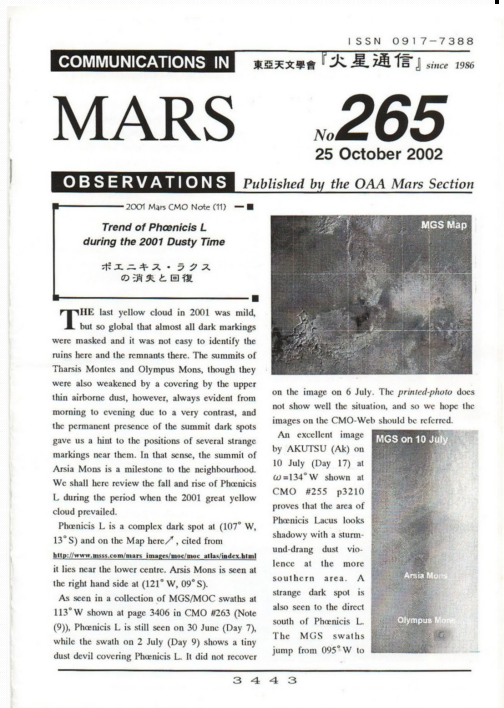 ISSN 0917-7388
COMMUNICATIONS IN
東亞天文學會『火星通信』since 1986
MARS
No 265
25 October 2002
OBSERVATIONS
Published by the OAA Mars Section
2001 Mars CMO Note (11)
Trend of Phœnicis L
during the 2001 Dusty Time
ポエニキス・ラクス
の消失と回復
THE last yellow cloud in 2001 was mild,
but so global that almost all dark markings
were masked and it was not easy to identify the
ruins here and the remnants there. The summits of
Tharsis Montes and Olympus Mons, though they
were also weakened by a covering by the upper
thin airborne dust, however, always evident from
morning to evening due to a very contrast, and
the permanent presence of the summit dark spots
gave us a hint to the positions of several strange
markings near them. In that sense, the summit of
Arsia Mons is a milestone to the neighbourhood.
We shall here review the fall and rise of Phœnicis
L during the period when the 2001 great yellow
cloud prevailed.
Phœnicis L is a complex dark spot at (107° W,
13° S) and on the Map here↗, cited from
http://www.msss.com/mars_images/moc/moc_atlas/index.html
it lies near the lower centre. Arsis Mons is seen at
the right hand side at (121° W, 09° S).
As seen in a collection of MGS/MOC swaths at
113° W shown at page 3406 in CMO #263 (Note
(9)), Phœnicis L is still seen on 30 June (Day 7),
while the swath on 2 July (Day 9) shows a tiny
dust devil covering Phœnicis L. It did not recover
MGS Map
on the image on 6 July. The printed-photo does
not show well the situation, and so we hope the
images on the CMO-Web should be referred.
An excellent image
by AKUTSU (Ak) on
10 July (Day 17) at
ω=134° W shown at
CMO #255 p3210
proves that the area of
Phœnicis Lacus looks
shadowy with a sturm-
und-drang dust vio-
lence at the more
southern area. A
strange dark spot is
also seen to the direct
south of Phœnicis L.
The MGS swaths
jump from 095° W to
MGS on 10 July
Arsia Mons
Olympus Mons
3443